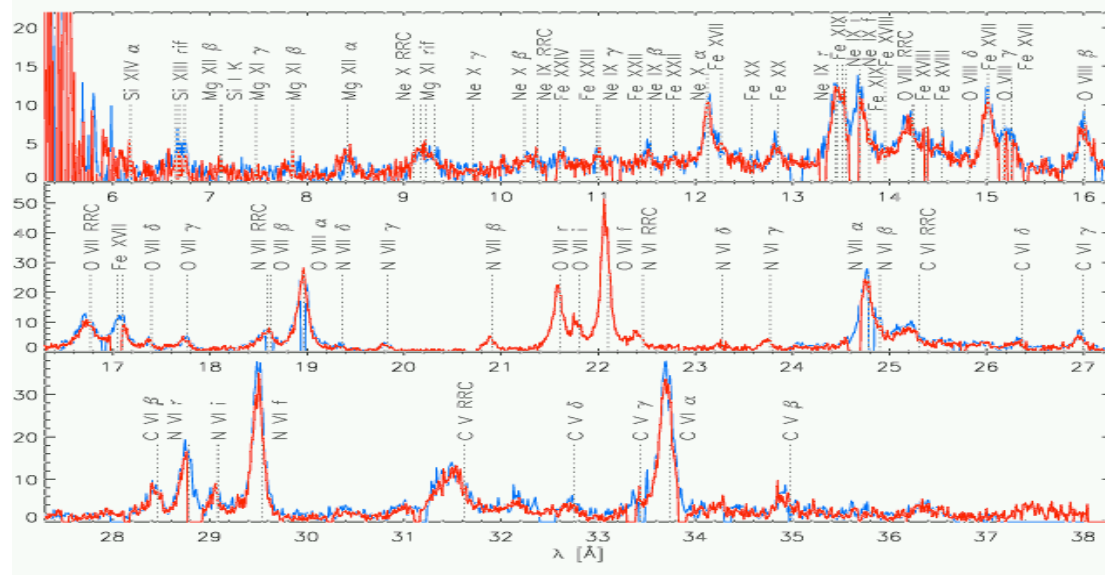 20
15
10
5
0
Si XIV α
Si XIII rif
Mg XII β
Si I K
Mg XI γ
Mg XI β
Mg XII α
Ne X RRC
Mg XI rif
Ne X γ
Ne X β
Ne IX RRC
Fe XXIV
Fe XXIII
Ne IX γ
Fe XXII
Ne IX β
Fe XXII
Ne X α
Fe XVII
Fe XX
Fe XX
Ne IX r
Fe XIX
Ne IX i
Ne IX f
Fe XIX
Fe XVIII
O VIII RRC
Fe XVIII
Fe XVIII
O VIII δ
Fe XVII
O VIII γ
Fe XVII
O VIII β
6 7 8 9 10 11 12 13 14 15 16
50
40
30
20
10
0
O VII RRC
Fe XVII
O VII δ
O VII γ
N VII RRC
O VII β
O VIII α
N VII δ
N VII γ
N VII β
O VII r
O VII i
O VII f
N VI RRC
N VI δ
N VI γ
N VII α
N VI β
C VI RRC
C VI δ
C VI γ
17 18 19 20 21 22 23 24 25 26 27
30
20
10
0
C VI β
N VI r
N VI i
N VI f
C V RRC
C V δ
C V γ
C VI α
C V β
28 29 30 31 32 33 34 35 36 37 38
λ [Å]